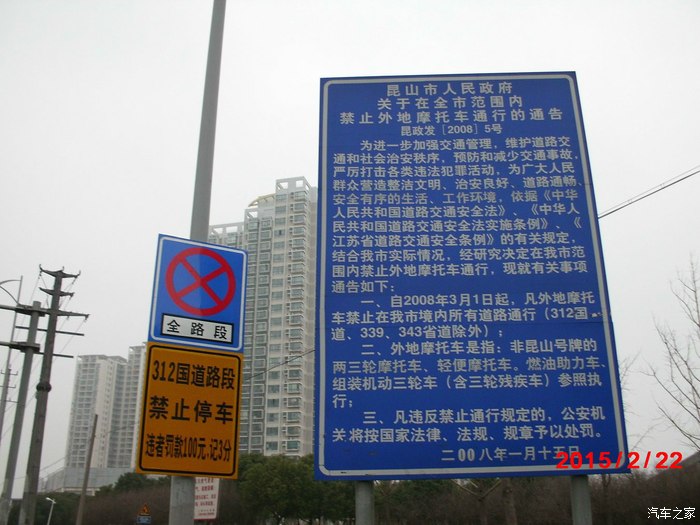 昆山市人民政府
关于在全市范围内
禁止外地摩托车通行的通告
昆政发［2008］5号
为进一步加强交通管理，维护道路交
通和社会治安秩序，预防和减少交通事故，
严厉打击各类违法犯罪活动，为广大人民
群众营造整洁文明、治安良好、道路通畅、
安全有序的生活、工作环境，依据《中华
人民共和国道路交通安全法》、《中华人
民共和国道路交通安全法实施条例》、《
江苏省道路交通安全条例》的有关规定，
结合我市实际情况，经研究决定在我市范
围内禁止外地摩托车通行，现就有关事项
通告如下：
一、自2008年3月1日起，凡外地摩托
车禁止在我市境内所有道路通行（312国
道、339、343省道除外）；
二、外地摩托车是指：非昆山号牌的
两三轮摩托车、轻便摩托车。燃油助力车、
组装机动三轮车（含三轮残疾车）参照执
行；
三、凡违反禁止通行规定的，公安机
关将按国家法律、法规、规章予以处罚。
二00八年一月十五日
全路段
312国道路段
禁止停车
违者罚款100元·记3分
2015/2/22
汽车之家